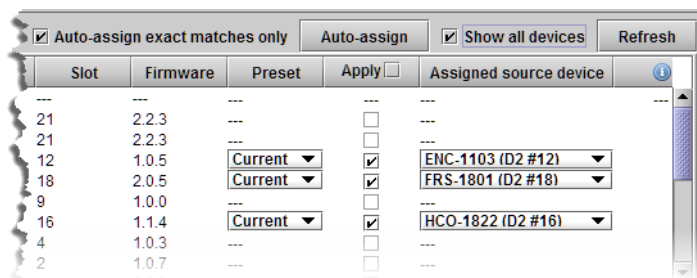 Auto-assign exact matches only Auto-assign Show all devices Refresh
Slot Firmware Preset Apply Assigned source device i
--- --- --- --- --- ---
21 2.2.3 --- ---
21 2.2.3 --- ---
12 1.0.5 Current ENC-1103 (D2 #12)
18 2.0.5 Current FRS-1801 (D2 #18)
9 1.0.0 --- ---
16 1.1.4 Current HCO-1822 (D2 #16)
4 1.0.3 --- ---
2 1.0.7 --- ---